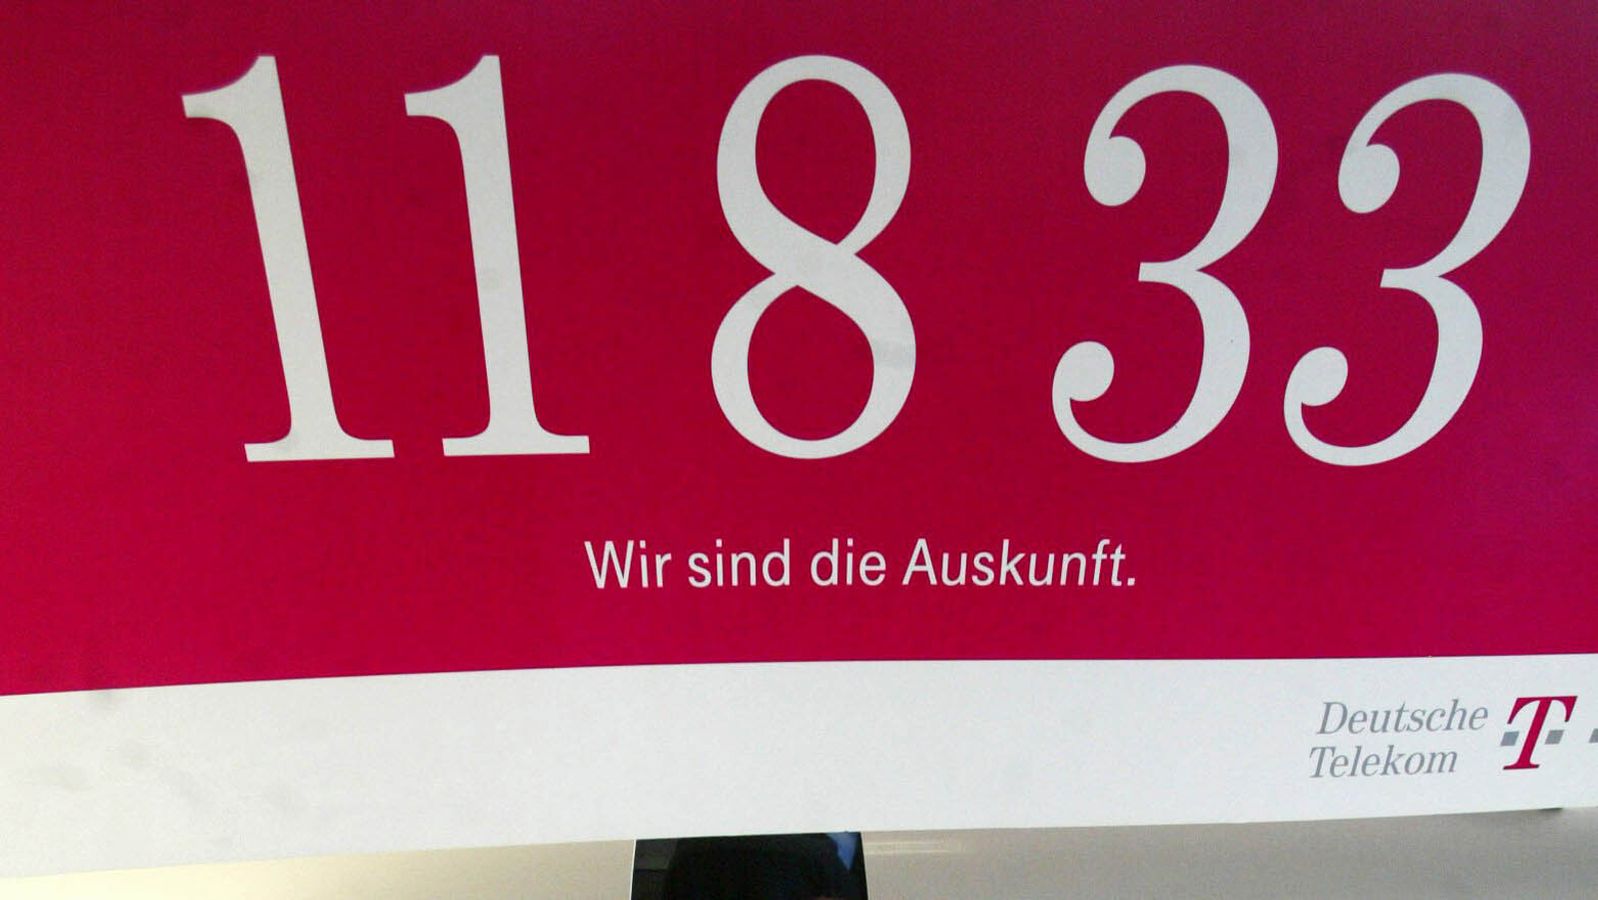 11 8 33
Wir sind die Auskunft.
Deutsche
Telekom
T